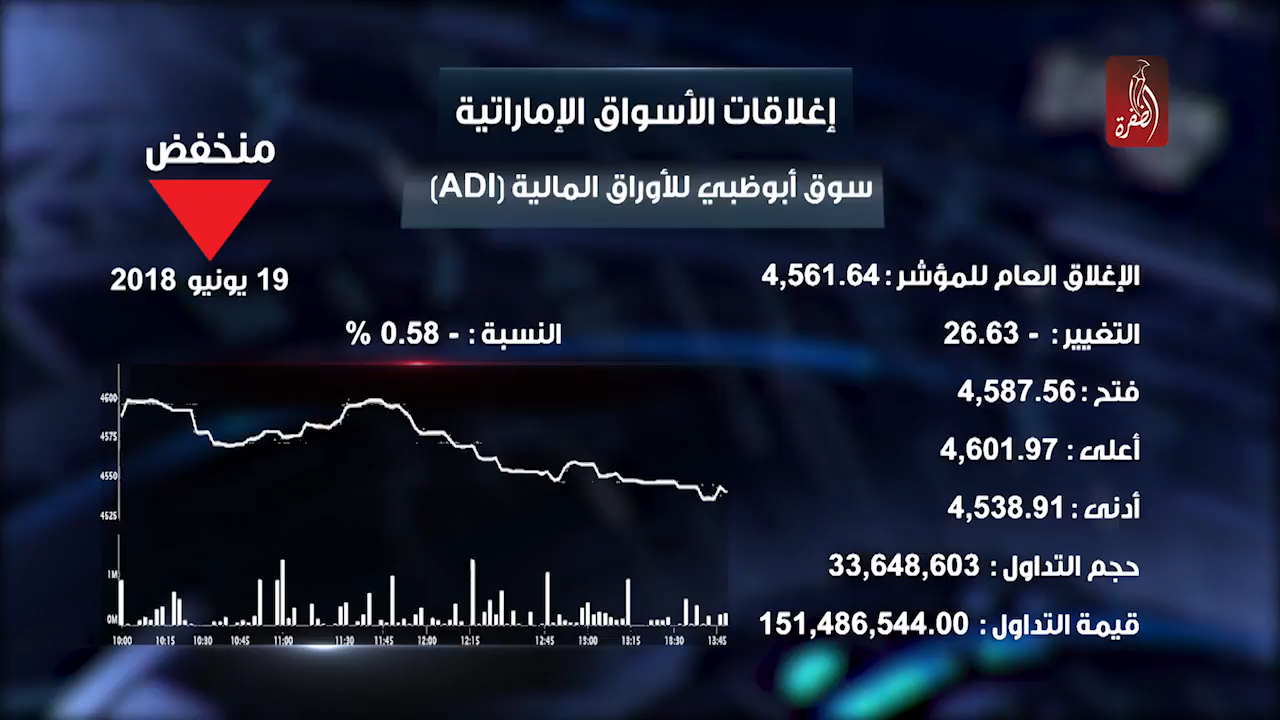 إغلاقات الأسواق الإماراتية
الظفرة
سوق أبوظبي للأوراق المالية (ADI)
منخفض
19 يونيو 2018
الإغلاق العام للمؤشر : 4,561.64
التغيير : - 26.63
النسبة : - 0.58 %
فتح : 4,587.56
أعلى : 4,601.97
أدنى : 4,538.91
حجم التداول : 33,648,603
قيمة التداول : 151,486,544.00
4600
4575
4550
4525
1M
0M
10:00 10:15 10:30 10:45 11:00 11:30 11:45 12:00 12:15 12:45 13:00 13:15 13:30 13:45